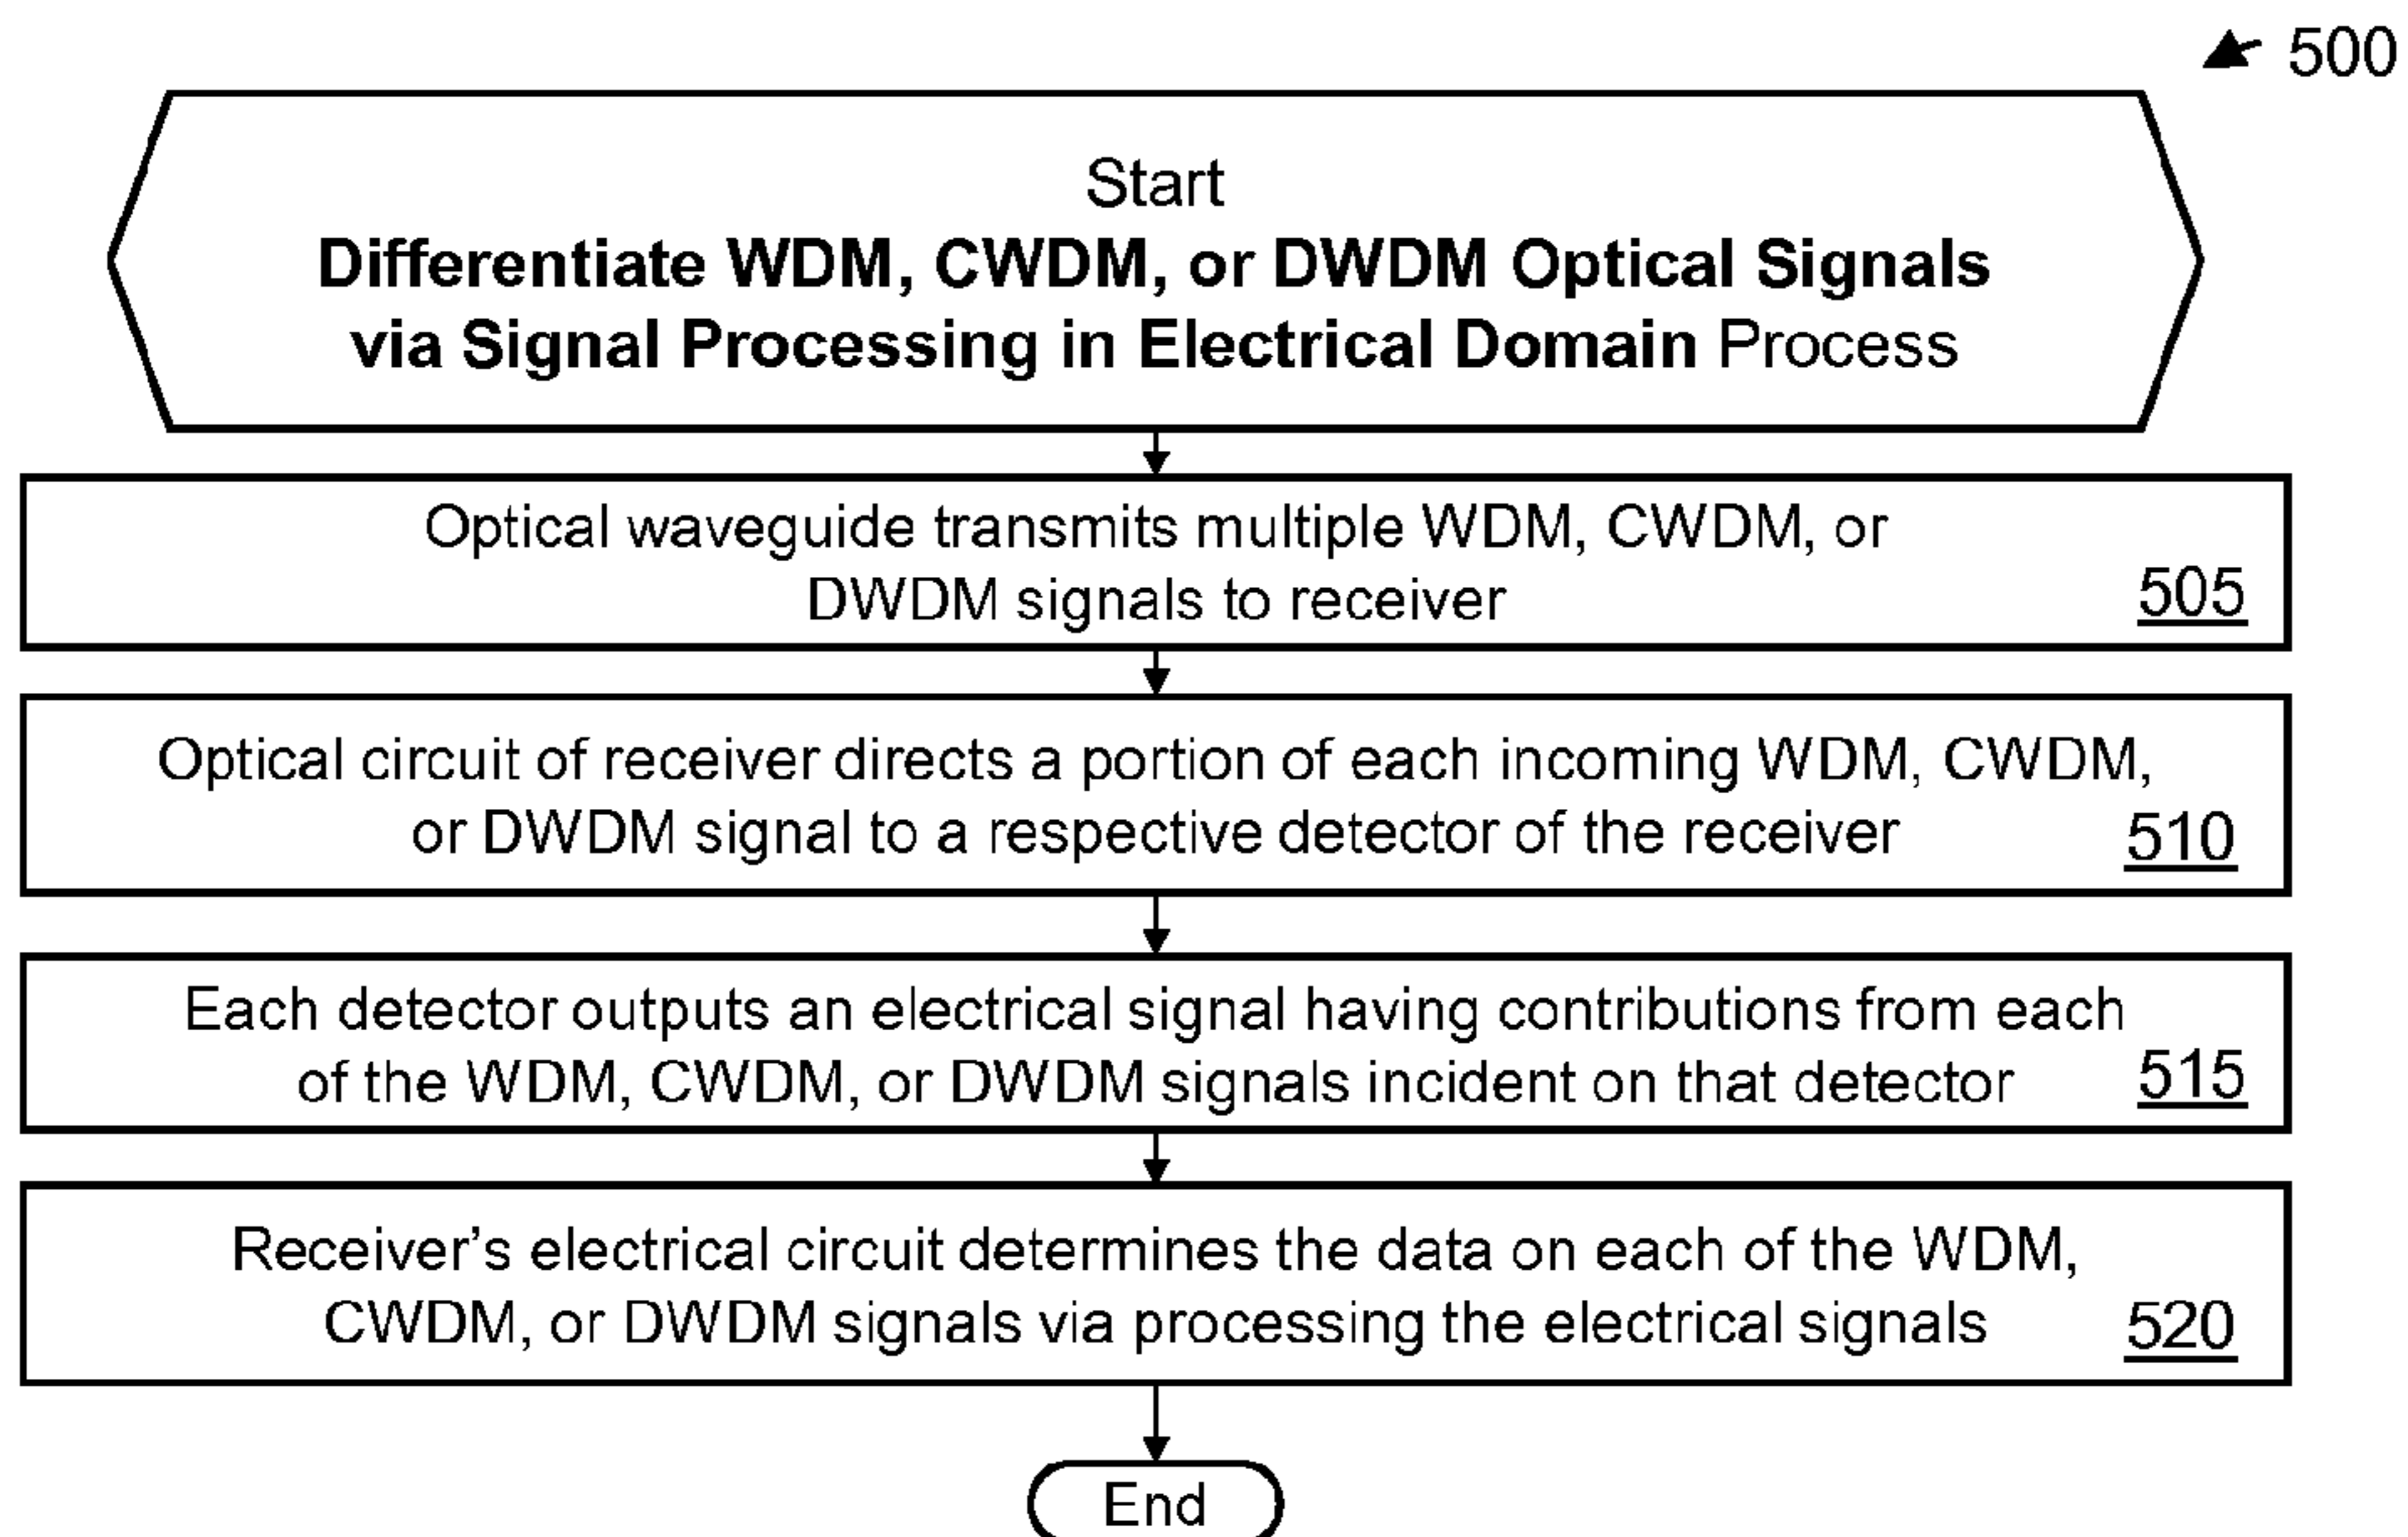 500
Start
Differentiate WDM, CWDM, or DWDM Optical Signals
via Signal Processing in Electrical Domain Process
Optical waveguide transmits multiple WDM, CWDM, or
DWDM signals to receiver
505
Optical circuit of receiver directs a portion of each incoming WDM, CWDM,
or DWDM signal to a respective detector of the receiver
510
Each detector outputs an electrical signal having contributions from each
of the WDM, CWDM, or DWDM signals incident on that detector
515
Receiver's electrical circuit determines the data on each of the WDM,
CWDM, or DWDM signals via processing the electrical signals
520
End